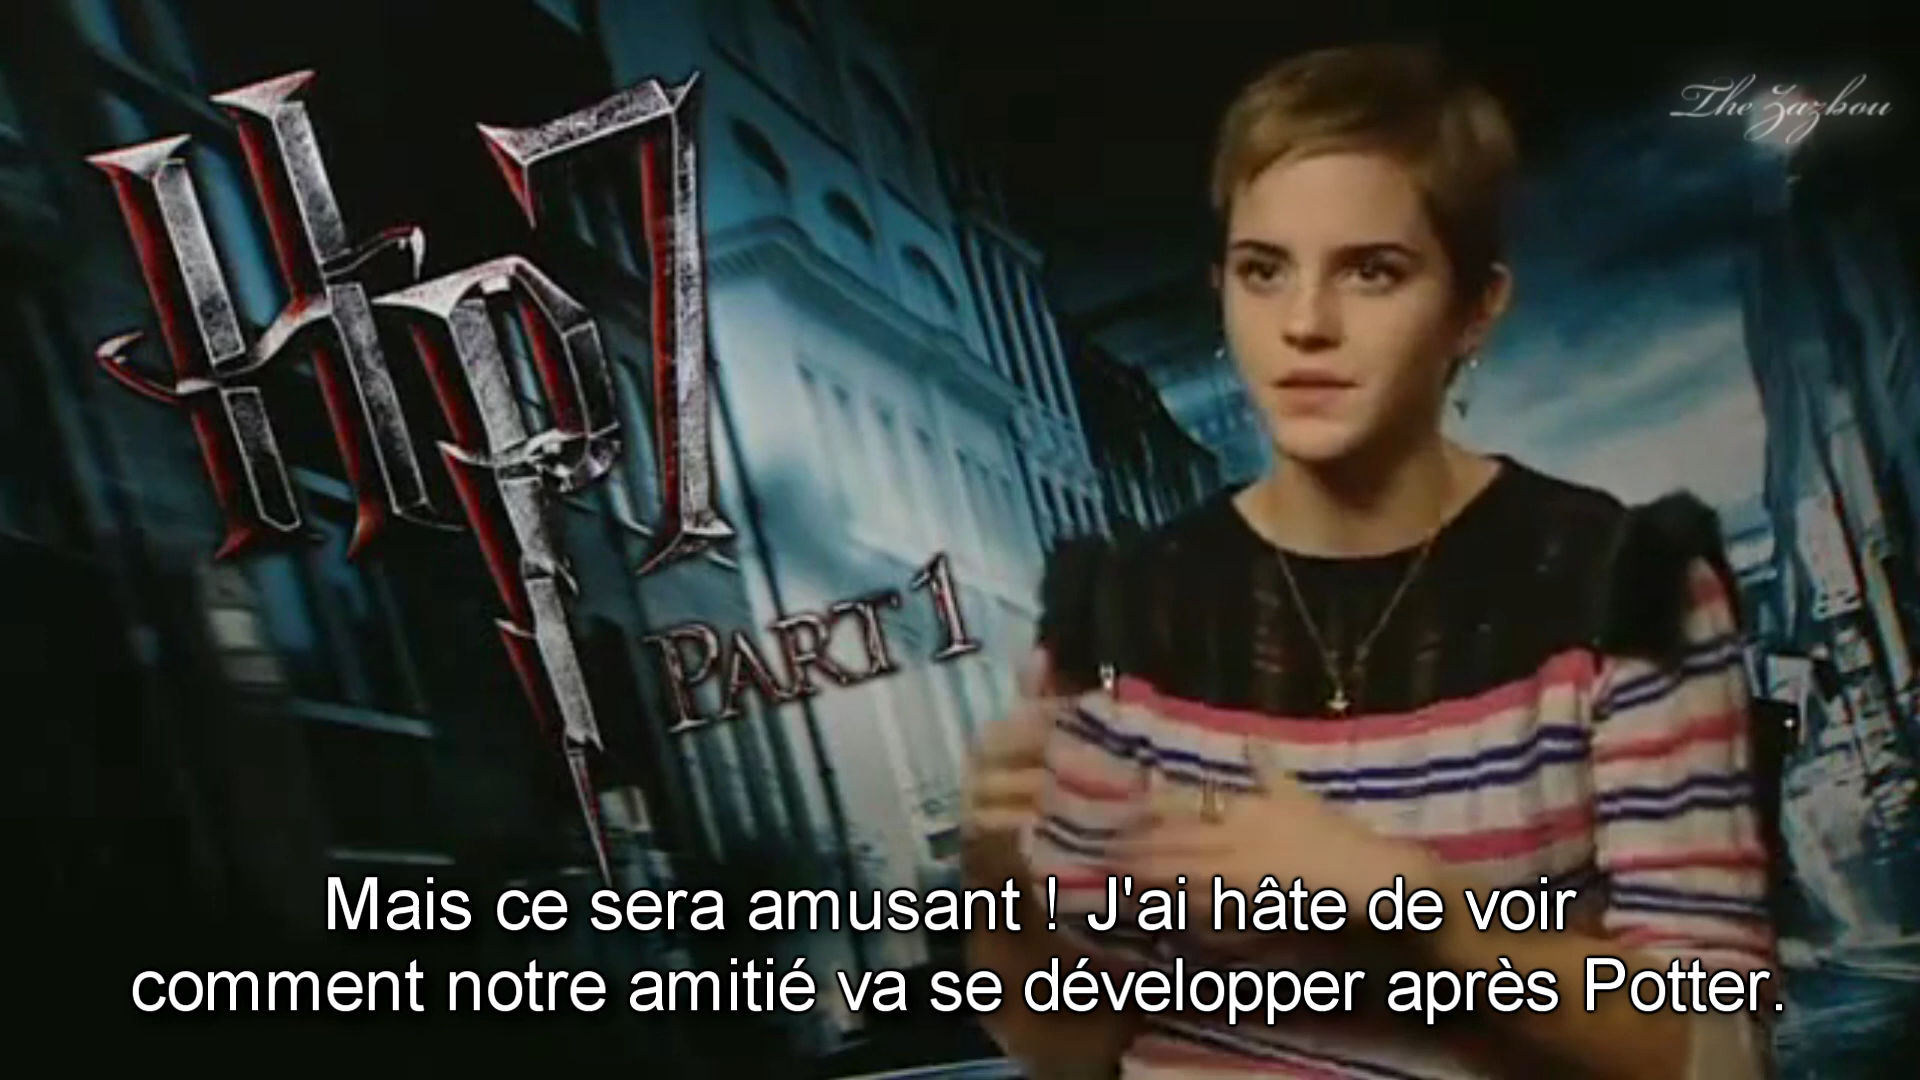 The Zazbou
Hp7
PART 1
Mais ce sera amusant ! J'ai hâte de voir
comment notre amitié va se développer après Potter.